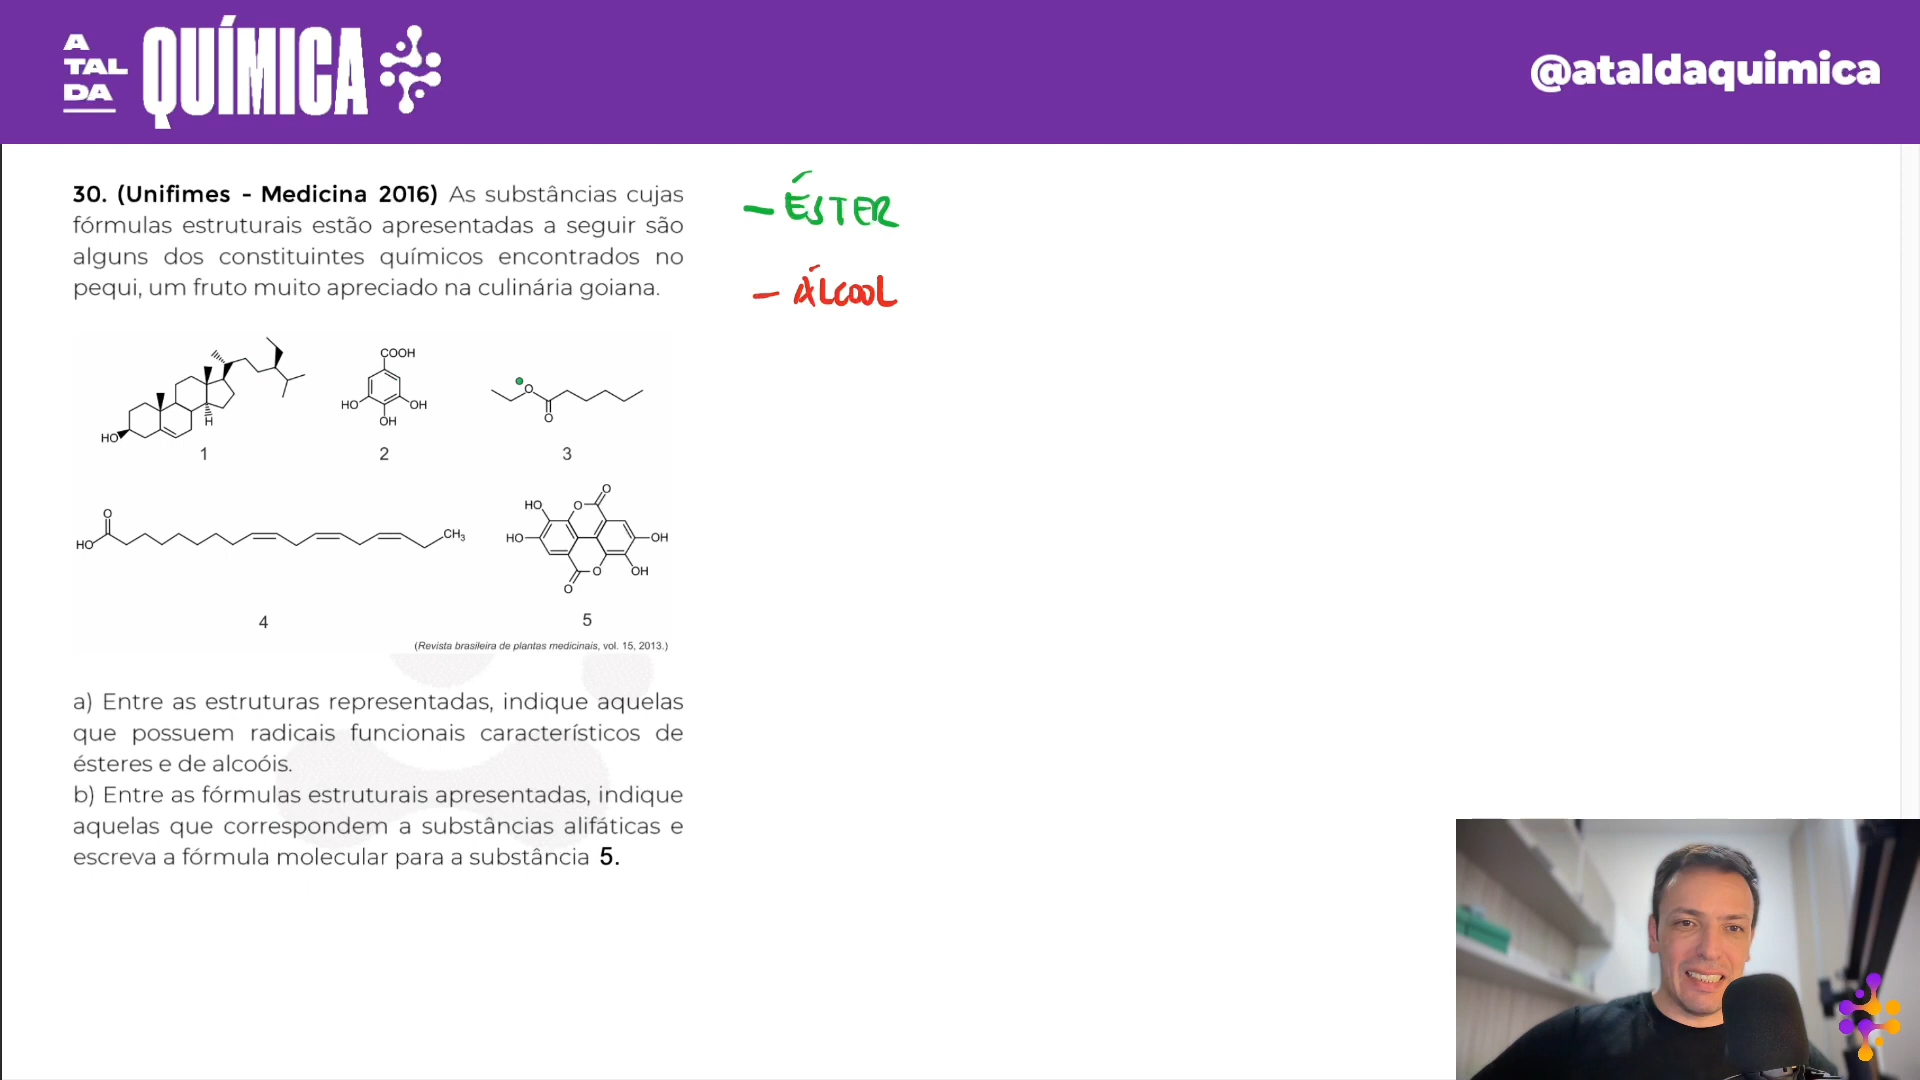 A
TAL
DA
QUÍMICA
@ataldaquimica
30. (Unifimes - Medicina 2016) As substâncias cujas
fórmulas estruturais estão apresentadas a seguir são
alguns dos constituintes químicos encontrados no
pequi, um fruto muito apreciado na culinária goiana.
- ÉSTER
- ÁLCOOL
HO
H
1
COOH
HO
OH
OH
2
O
O
3
O
HO
CH₃
4
O
HO
O
HO
OH
O
OH
O
5
(Revista brasileira de plantas medicinais, vol. 15, 2013.)
a) Entre as estruturas representadas, indique aquelas
que possuem radicais funcionais característicos de
ésteres e de alcoóis.
b) Entre as fórmulas estruturais apresentadas, indique
aquelas que correspondem a substâncias alifáticas e
escreva a fórmula molecular para a substância 5.